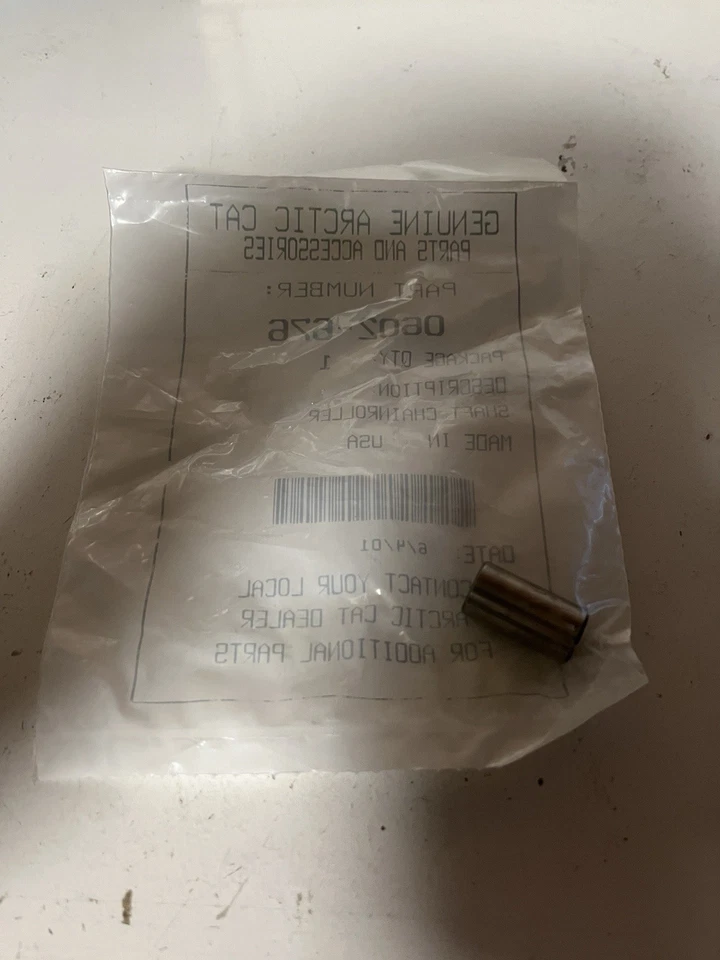 GENUINE ARCTIC CAT
PARTS AND ACCESSORIES
PART NUMBER:
0602-676
PACKAGE QTY 1
DESCRIPTION
SHAFT CHAINROLLER
MADE IN USA
DATE: 6/4/01
CONTACT YOUR LOCAL
ARCTIC CAT DEALER
FOR ADDITIONAL PARTS